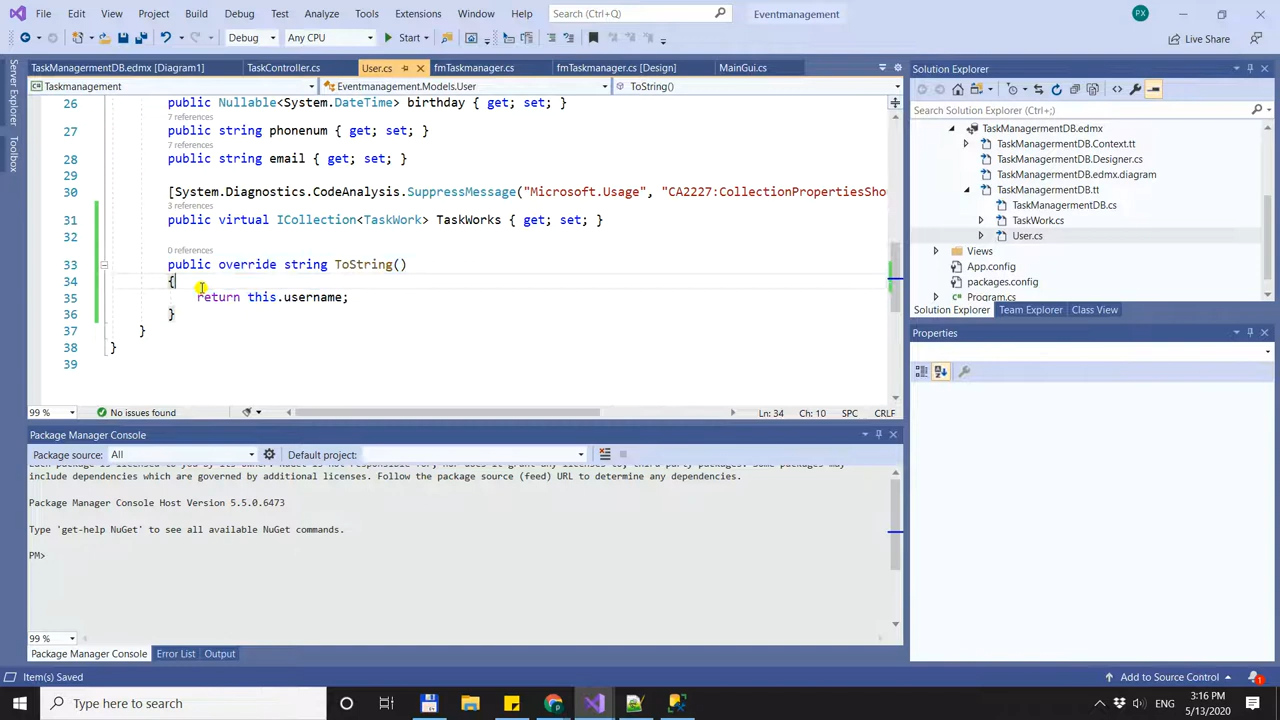 File Edit View Project Build Debug Test Analyze Tools Extensions Window Help Search (Ctrl+Q) Eventmanagement PX
Debug Any CPU Start Live Share
TaskManagermentDB.edmx [Diagram1] TaskController.cs User.cs fmTaskmanager.cs fmTaskmanager.cs [Design] MainGui.cs
Taskmanagement Eventmanagement.Models.User ToString()
26 public Nullable<System.DateTime> birthday { get; set; }
7 references
27 public string phonenum { get; set; }
7 references
28 public string email { get; set; }
29
30 [System.Diagnostics.CodeAnalysis.SuppressMessage("Microsoft.Usage", "CA2227:CollectionPropertiesSho
3 references
31 public virtual ICollection<TaskWork> TaskWorks { get; set; }
32
0 references
33 public override string ToString()
34 {
35 return this.username;
36 }
37 }
38 }
39
99 % No issues found Ln: 34 Ch: 10 SPC CRLF
Package Manager Console
Package source: All Default project:
include dependencies which are governed by additional licenses. Follow the package source (feed) URL to determine any dependencies.
Package Manager Console Host Version 5.5.0.6473
Type 'get-help NuGet' to see all available NuGet commands.
PM>
99 %
Package Manager Console Error List Output
Server Explorer
Toolbox
Solution Explorer
Search Solution Explorer (Ctrl+;)
TaskManagermentDB.edmx
TaskManagermentDB.Context.tt
TaskManagermentDB.Designer.cs
TaskManagermentDB.edmx.diagram
TaskManagermentDB.tt
TaskManagermentDB.cs
TaskWork.cs
User.cs
Views
App.config
packages.config
Program.cs
Solution Explorer Team Explorer Class View
Properties
Item(s) Saved Add to Source Control 1
Type here to search ENG 3:16 PM
5/13/2020